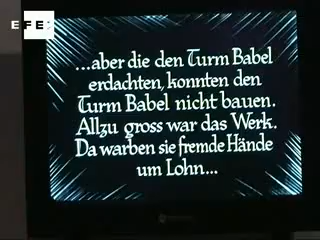 EFE:
...aber die den Turm Babel
erdachten, konnten den
Turm Babel nicht bauen.
Allzu gross war das Werk.
Da warben sie fremde Hände
um Lohn...